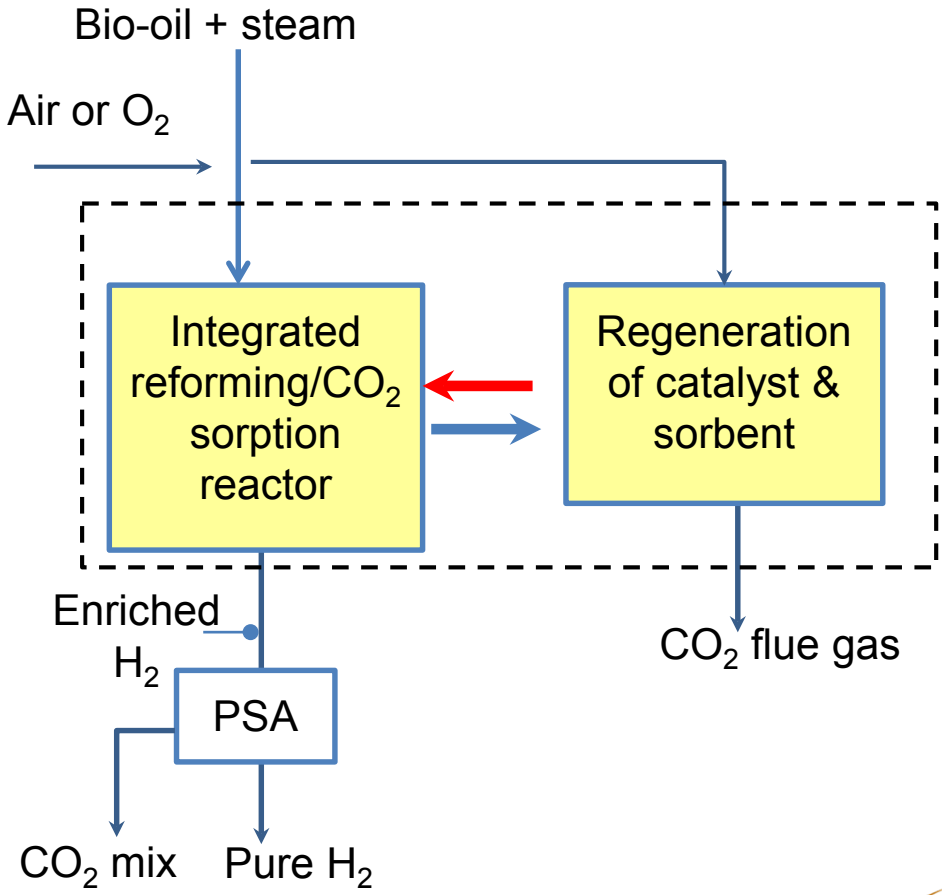 Bio-oil + steam
Air or O₂
Integrated
reforming/CO₂
sorption
reactor
Regeneration
of catalyst &
sorbent
Enriched
H₂
CO₂ flue gas
PSA
CO₂ mix
Pure H₂